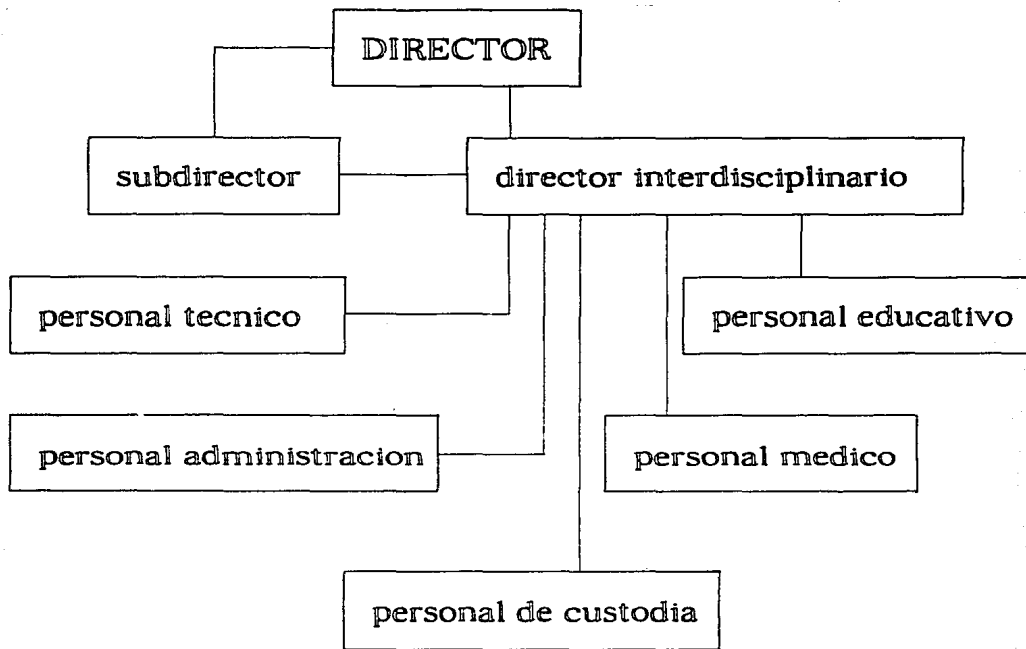 DIRECTOR
subdirector
director interdisciplinario
personal tecnico
personal educativo
personal administracion
personal medico
personal de custodia